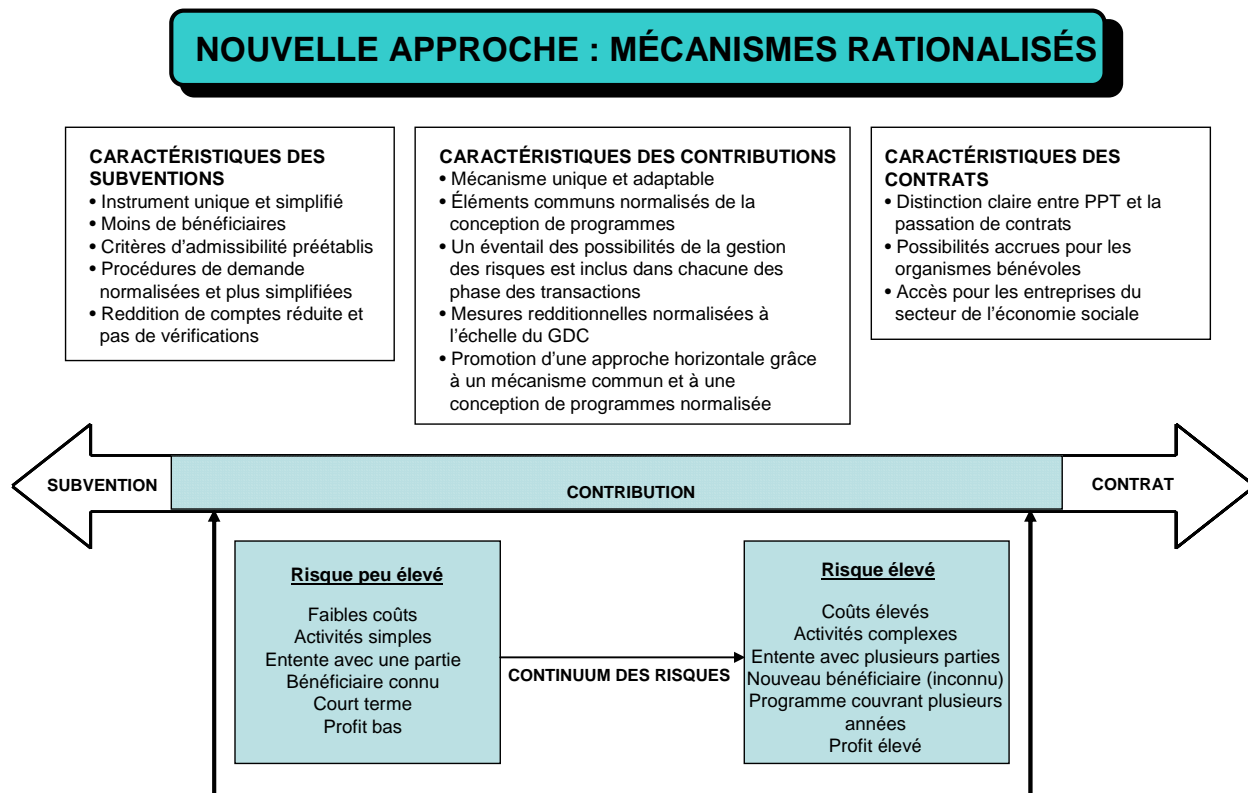 NOUVELLE APPROCHE : MÉCANISMES RATIONALISÉS
CARACTÉRISTIQUES DES
SUBVENTIONS
• Instrument unique et simplifié
• Moins de bénéficiaires
• Critères d'admissibilité préétablis
• Procédures de demande
normalisées et plus simplifiées
• Reddition de comptes réduite et
pas de vérifications
CARACTÉRISTIQUES DES CONTRIBUTIONS
• Mécanisme unique et adaptable
• Éléments communs normalisés de la
conception de programmes
• Un éventail des possibilités de la gestion
des risques est inclus dans chacune des
phase des transactions
• Mesures redditionnelles normalisées à
l'échelle du GDC
• Promotion d'une approche horizontale grâce
à un mécanisme commun et à une
conception de programmes normalisée
CARACTÉRISTIQUES DES
CONTRATS
• Distinction claire entre PPT et la
passation de contrats
• Possibilités accrues pour les
organismes bénévoles
• Accès pour les entreprises du
secteur de l'économie sociale
SUBVENTION
CONTRIBUTION
CONTRAT
Risque peu élevé
Faibles coûts
Activités simples
Entente avec une partie
Bénéficiaire connu
Court terme
Profit bas
CONTINUUM DES RISQUES
Risque élevé
Coûts élevés
Activités complexes
Entente avec plusieurs parties
Nouveau bénéficiaire (inconnu)
Programme couvrant plusieurs
années
Profit élevé